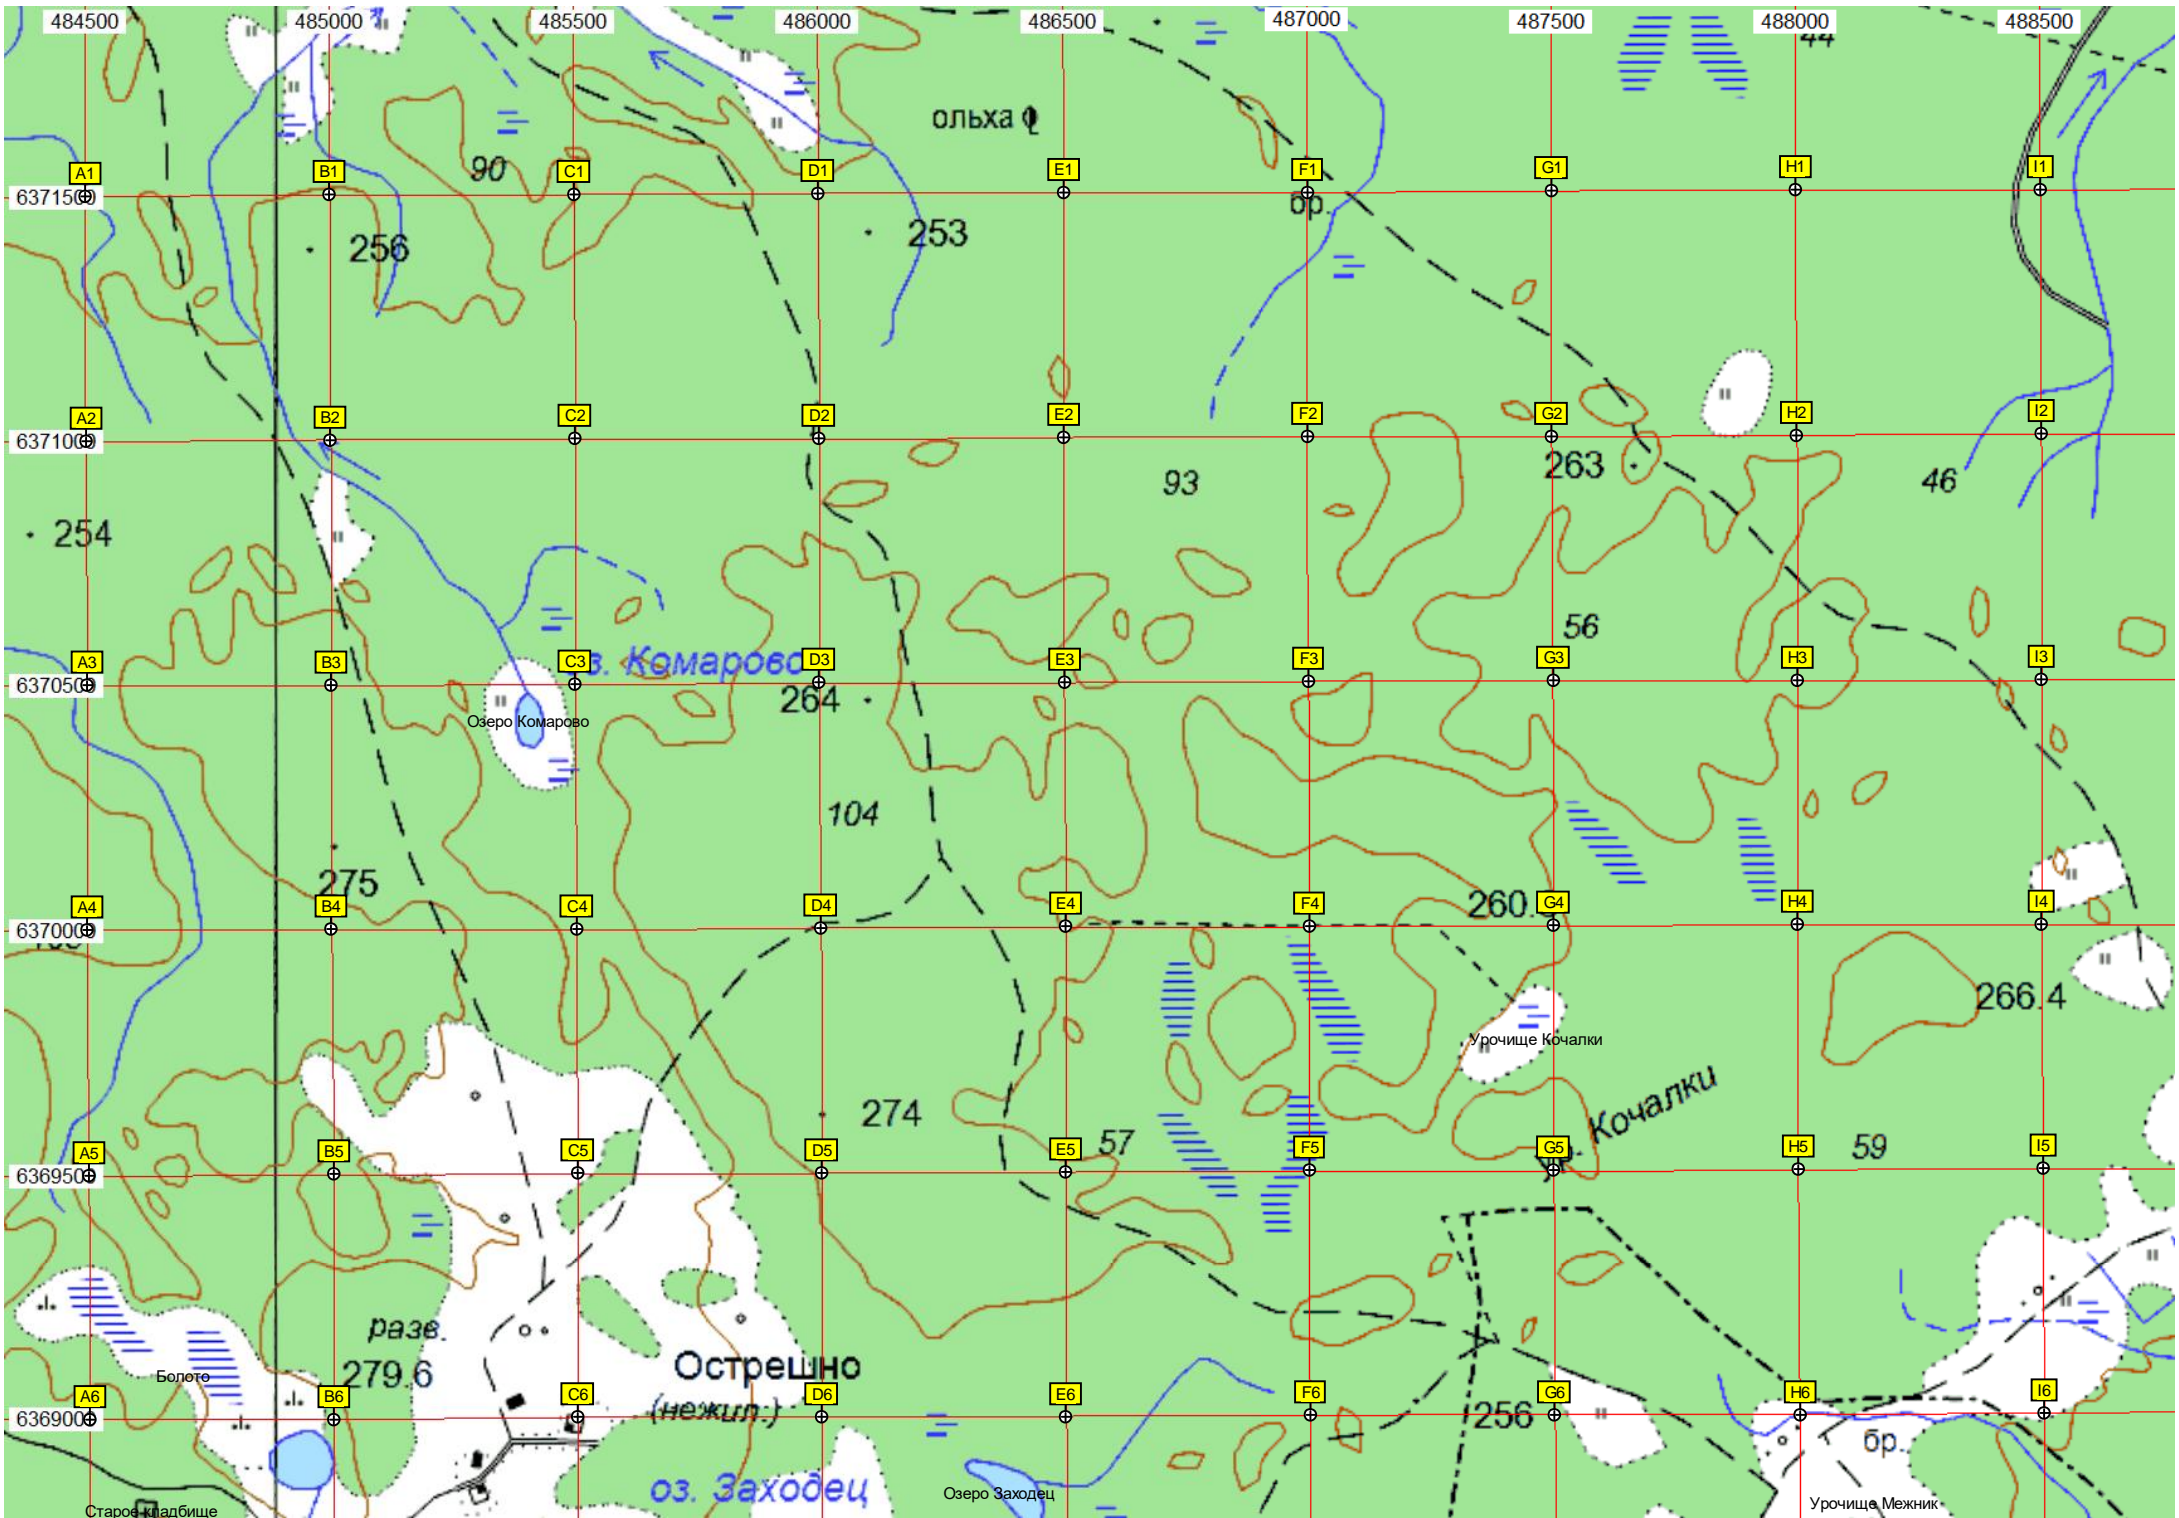 484500 485000 485500 486000 486500 487000 487500 488000 488500
44
ольха
90
A1 B1 C1 D1 E1 F1 G1 H1 I1
6371500
бр.
256
253
A2 B2 C2 D2 E2 F2 G2 H2 I2
6371000
263
93
46
254
56
A3 B3 C3 D3 E3 F3 G3 H3 I3
оз. Комарово
6370500
264
Озеро Комарово
104
275
A4 B4 C4 D4 E4 F4 G4 H4 I4
260.
6370000
266.4
Урочище Кочалки
274
57
ур. Кочалки
59
A5 B5 C5 D5 E5 F5 G5 H5 I5
6369500
разв.
279.6
Острешно
(нежил.)
Болото
A6 B6 C6 D6 E6 F6 G6 H6 I6
6369000
256
бр.
оз. Заходец
Озеро Заходец
Урочище Межник
Старое кладбище